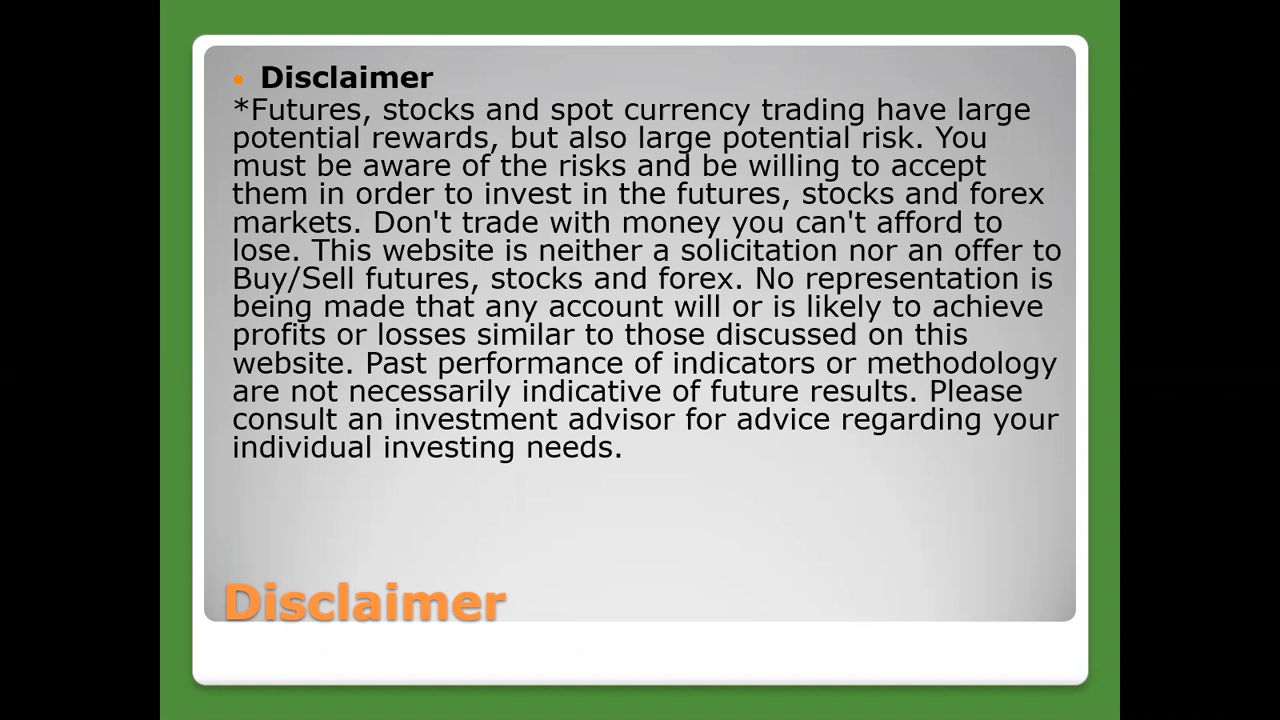 Disclaimer
*Futures, stocks and spot currency trading have large
potential rewards, but also large potential risk. You
must be aware of the risks and be willing to accept
them in order to invest in the futures, stocks and forex
markets. Don't trade with money you can't afford to
lose. This website is neither a solicitation nor an offer to
Buy/Sell futures, stocks and forex. No representation is
being made that any account will or is likely to achieve
profits or losses similar to those discussed on this
website. Past performance of indicators or methodology
are not necessarily indicative of future results. Please
consult an investment advisor for advice regarding your
individual investing needs.
Disclaimer